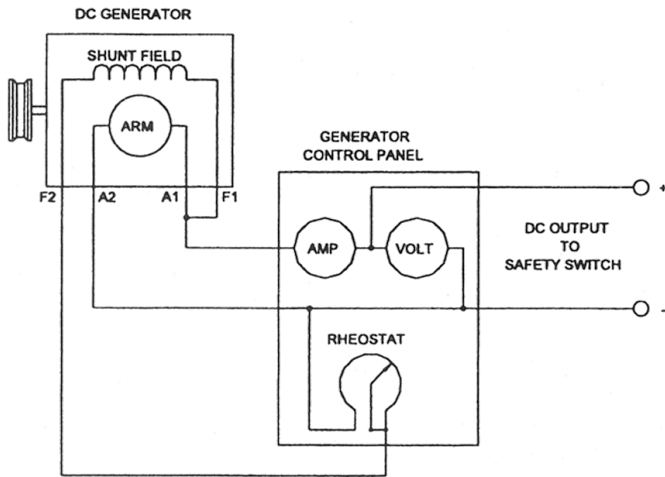 DC GENERATOR
SHUNT FIELD
ARM
F2
A2
A1
F1
GENERATOR
CONTROL PANEL
AMP
VOLT
+
DC OUTPUT
TO
SAFETY SWITCH
-
RHEOSTAT